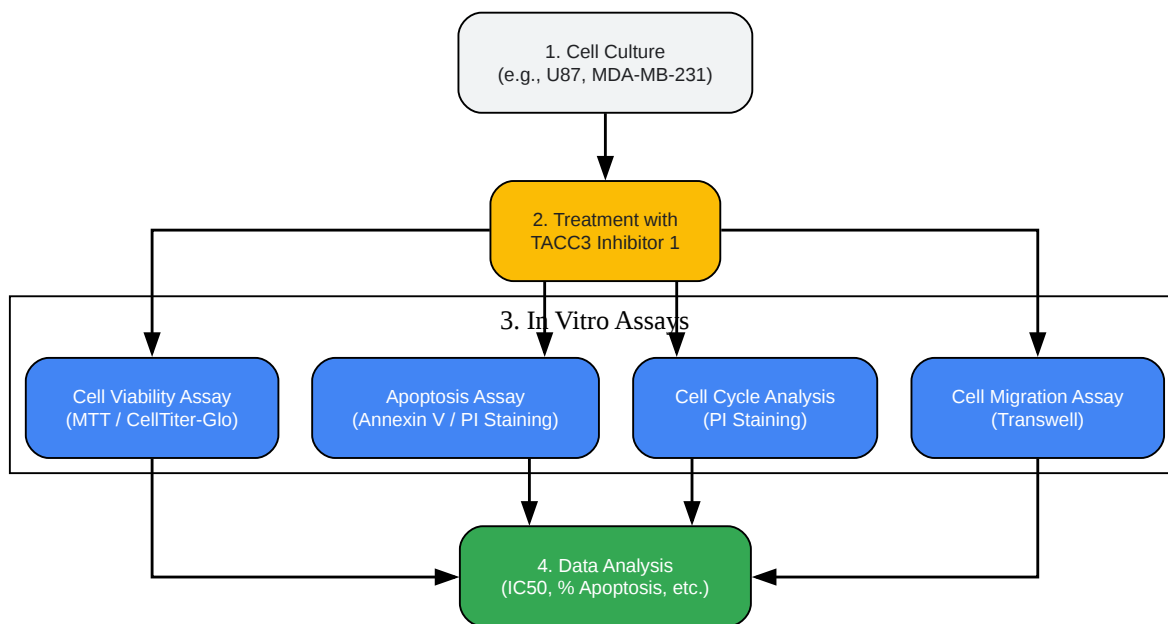 1. Cell Culture
(e.g., U87, MDA-MB-231)
2. Treatment with
TACC3 Inhibitor 1
3. In Vitro Assays
Cell Viability Assay
(MTT / CellTiter-Glo)
Apoptosis Assay
(Annexin V / PI Staining)
Cell Cycle Analysis
(PI Staining)
Cell Migration Assay
(Transwell)
4. Data Analysis
(IC50, % Apoptosis, etc.)